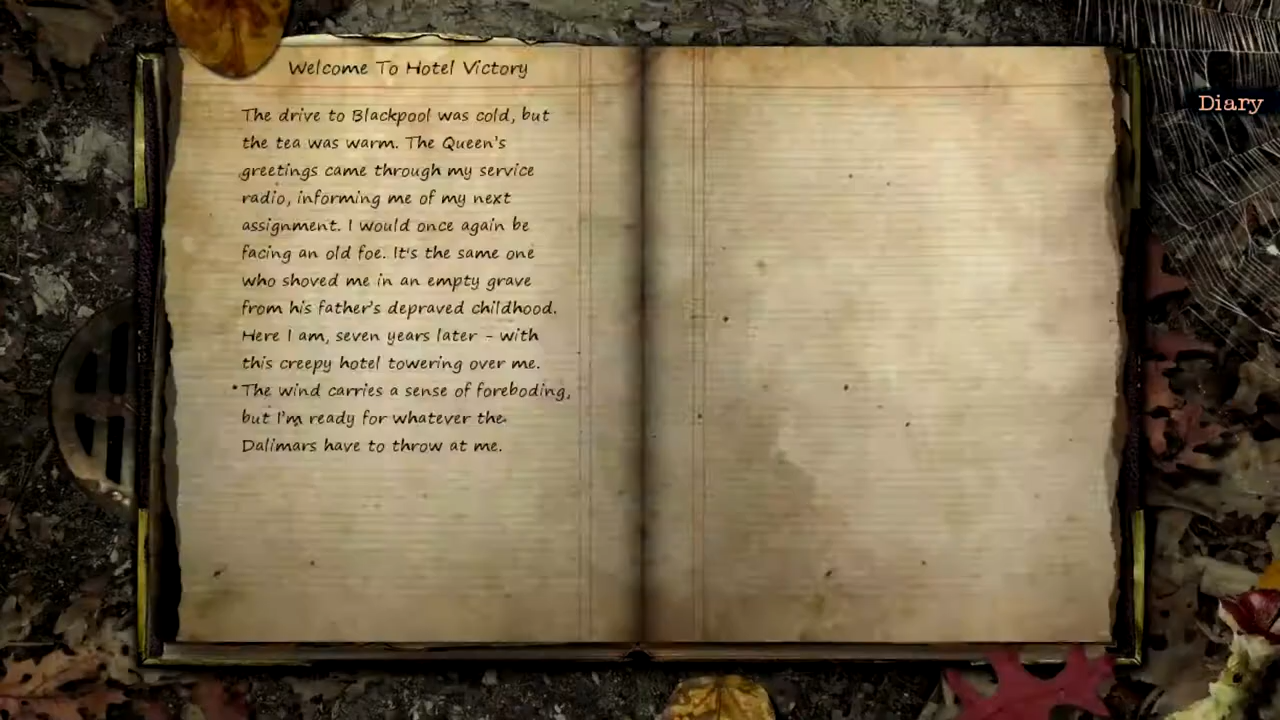 Welcome To Hotel Victory
The drive to Blackpool was cold, but
the tea was warm. The Queen's
greetings came through my service
radio, informing me of my next
assignment. I would once again be
facing an old foe. It's the same one
who shoved me in an empty grave
from his father's depraved childhood.
Here I am, seven years later - with
this creepy hotel towering over me.
The wind carries a sense of foreboding,
but I'm ready for whatever the
Dalimars have to throw at me.
Diary